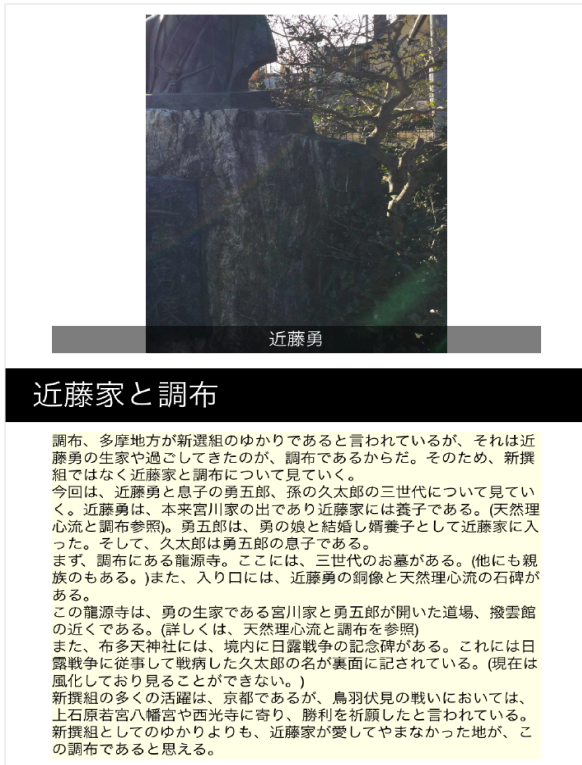 近藤勇
近藤家と調布
調布、多摩地方が新選組のゆかりであると言われているが、それは近
藤勇の生家や過ごしてきたのが、調布であるからだ。そのため、新撰
組ではなく近藤家と調布について見ていく。
今回は、近藤勇と息子の勇五郎、孫の久太郎の三世代について見てい
く。近藤勇は、本来宮川家の出であり近藤家には養子である。(天然理
心流と調布参照)。勇五郎は、勇の娘と結婚し婿養子として近藤家に入
った。そして、久太郎は勇五郎の息子である。
まず、調布にある龍源寺。ここには、三世代のお墓がある。(他にも親
族のもある。)また、入り口には、近藤勇の銅像と天然理心流の石碑が
ある。
この龍源寺は、勇の生家である宮川家と勇五郎が開いた道場、撥雲館
の近くである。(詳しくは、天然理心流と調布を参照)
また、布多天神社には、境内に日露戦争の記念碑がある。これには日
露戦争に従事して戦病した久太郎の名が裏面に記されている。(現在は
風化しており見ることができない。)
新撰組の多くの活躍は、京都であるが、鳥羽伏見の戦いにおいては、
上石原若宮八幡宮や西光寺に寄り、勝利を祈願したと言われている。
新撰組としてのゆかりよりも、近藤家が愛してやまなかった地が、こ
の調布であると思える。